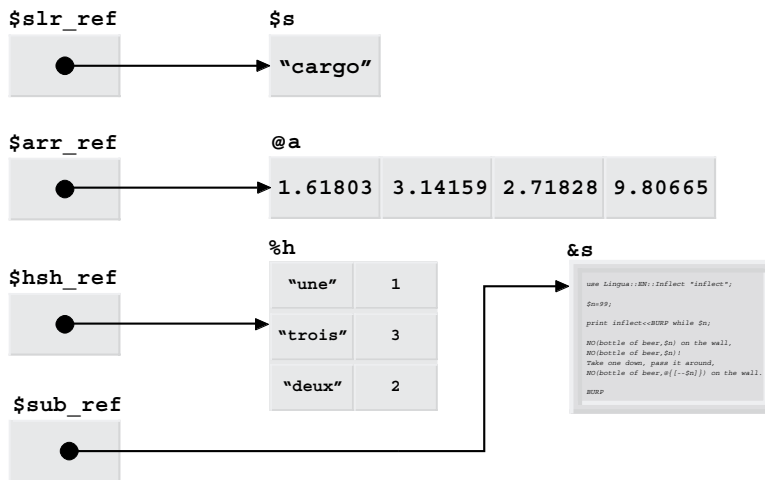 $slr_ref $s
“cargo”
$arr_ref @a
1.61803 3.14159 2.71828 9.80665
%h &s
$hsh_ref
“une” 1
“trois” 3
“deux” 2
$sub_ref
use Lingua::EN::Inflect "inflect";
$n=99;
print inflect<<BURP while $n;
NO(bottle of beer,$n) on the wall,
NO(bottle of beer,$n)!
Take one down, pass it around,
NO(bottle of beer,@{[--$n]}) on the wall.
BURP